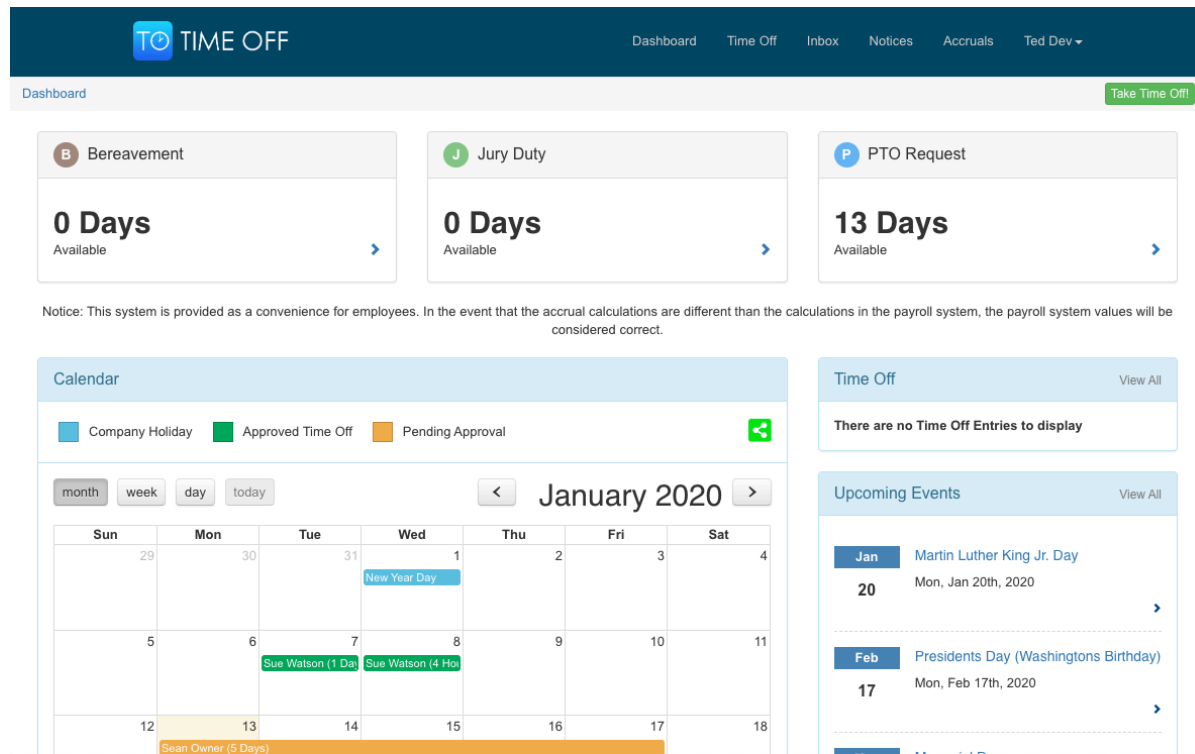 TO TIME OFF
Dashboard Time Off Inbox Notices Accruals Ted Dev
Dashboard
Take Time Off!
B Bereavement
0 Days
Available
J Jury Duty
0 Days
Available
P PTO Request
13 Days
Available
Notice: This system is provided as a convenience for employees. In the event that the accrual calculations are different than the calculations in the payroll system, the payroll system values will be
considered correct.
Calendar
Company Holiday Approved Time Off Pending Approval
month week day today
< January 2020 >
Sun Mon Tue Wed Thu Fri Sat
29 30 31 1 2 3 4
New Year Day
5 6 7 8 9 10 11
Sue Watson (1 Day Sue Watson (4 Hou
12 13 14 15 16 17 18
Sean Owner (5 Days)
Time Off View All
There are no Time Off Entries to display
Upcoming Events View All
Jan
20
Martin Luther King Jr. Day
Mon, Jan 20th, 2020
Feb
17
Presidents Day (Washingtons Birthday)
Mon, Feb 17th, 2020